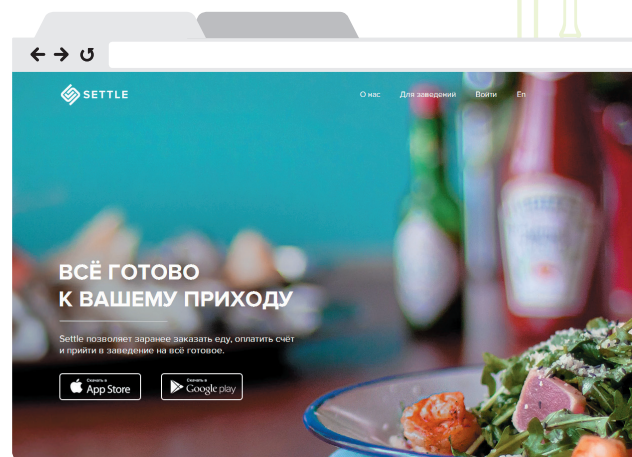 SETTLE
О нас Для заведений Войти En
ВСЁ ГОТОВО
К ВАШЕМУ ПРИХОДУ
Settle позволяет заранее заказать еду, оплатить счёт
и прийти в заведение на всё готовое.
Скачать в
App Store
Скачать в
Google play